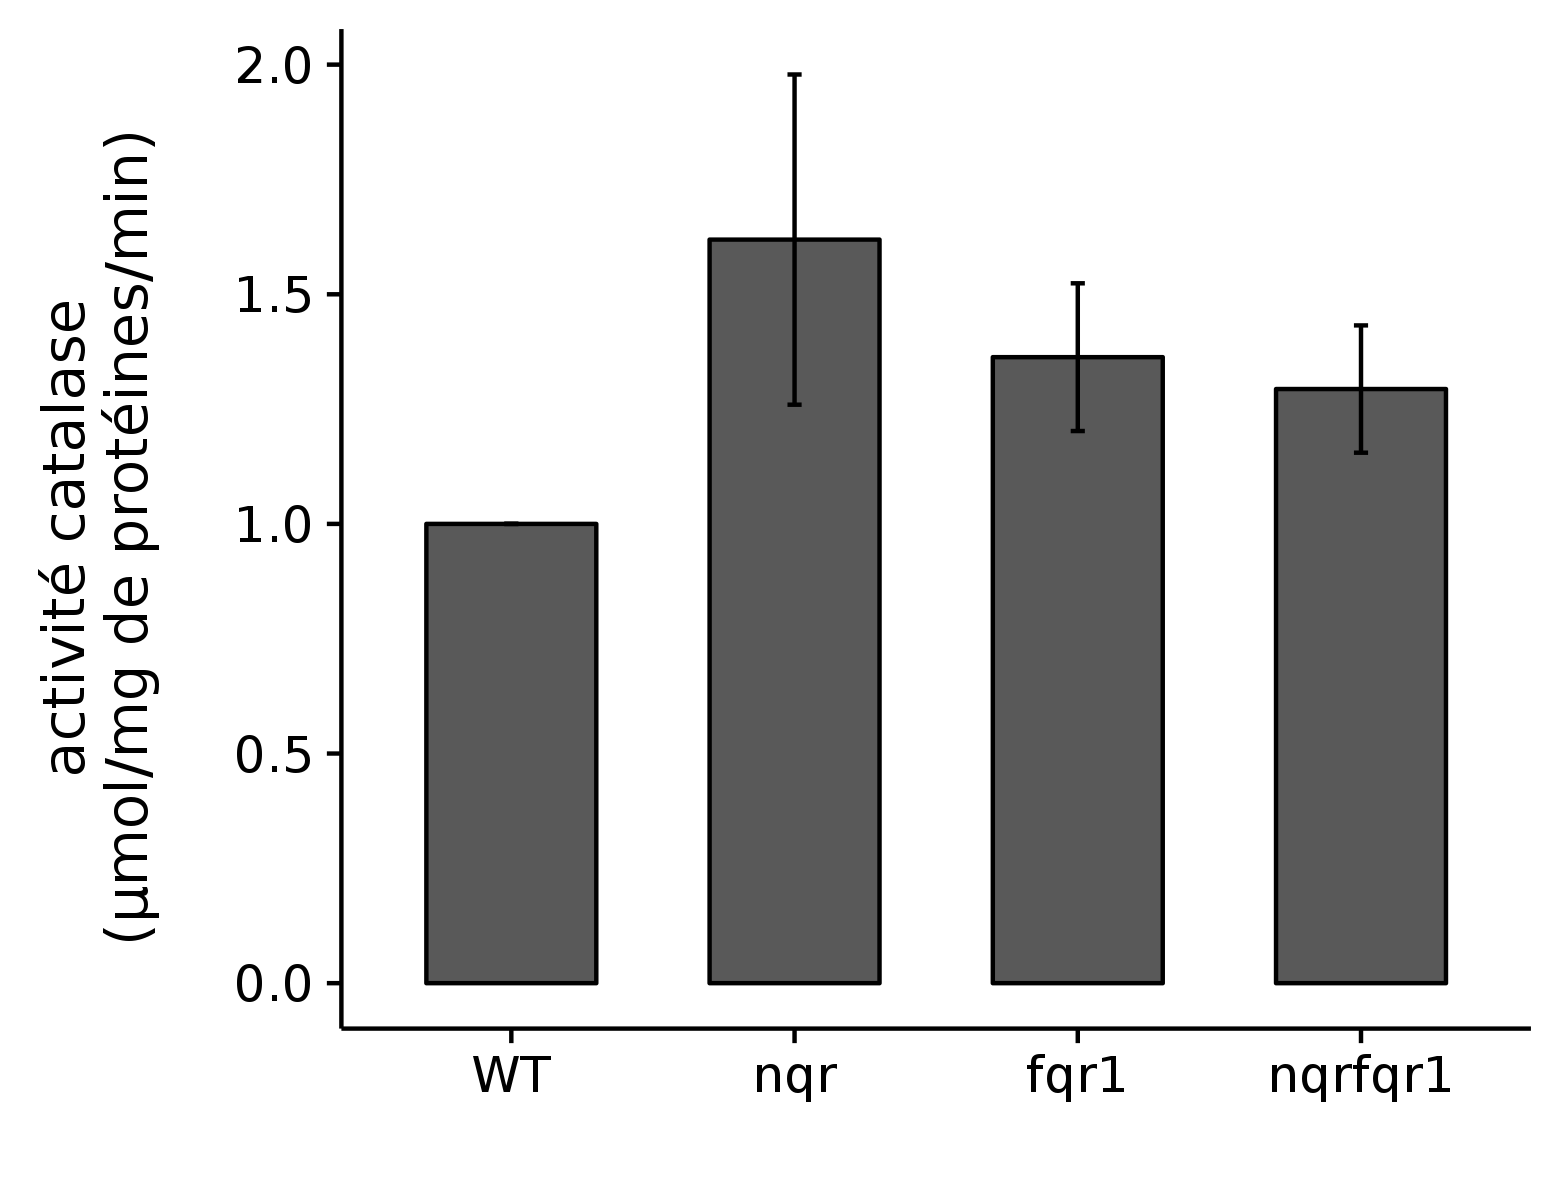 activité catalase
(µmol/mg de protéines/min)
2.0
1.5
1.0
0.5
0.0
WT nqr fqr1 nqrfqr1